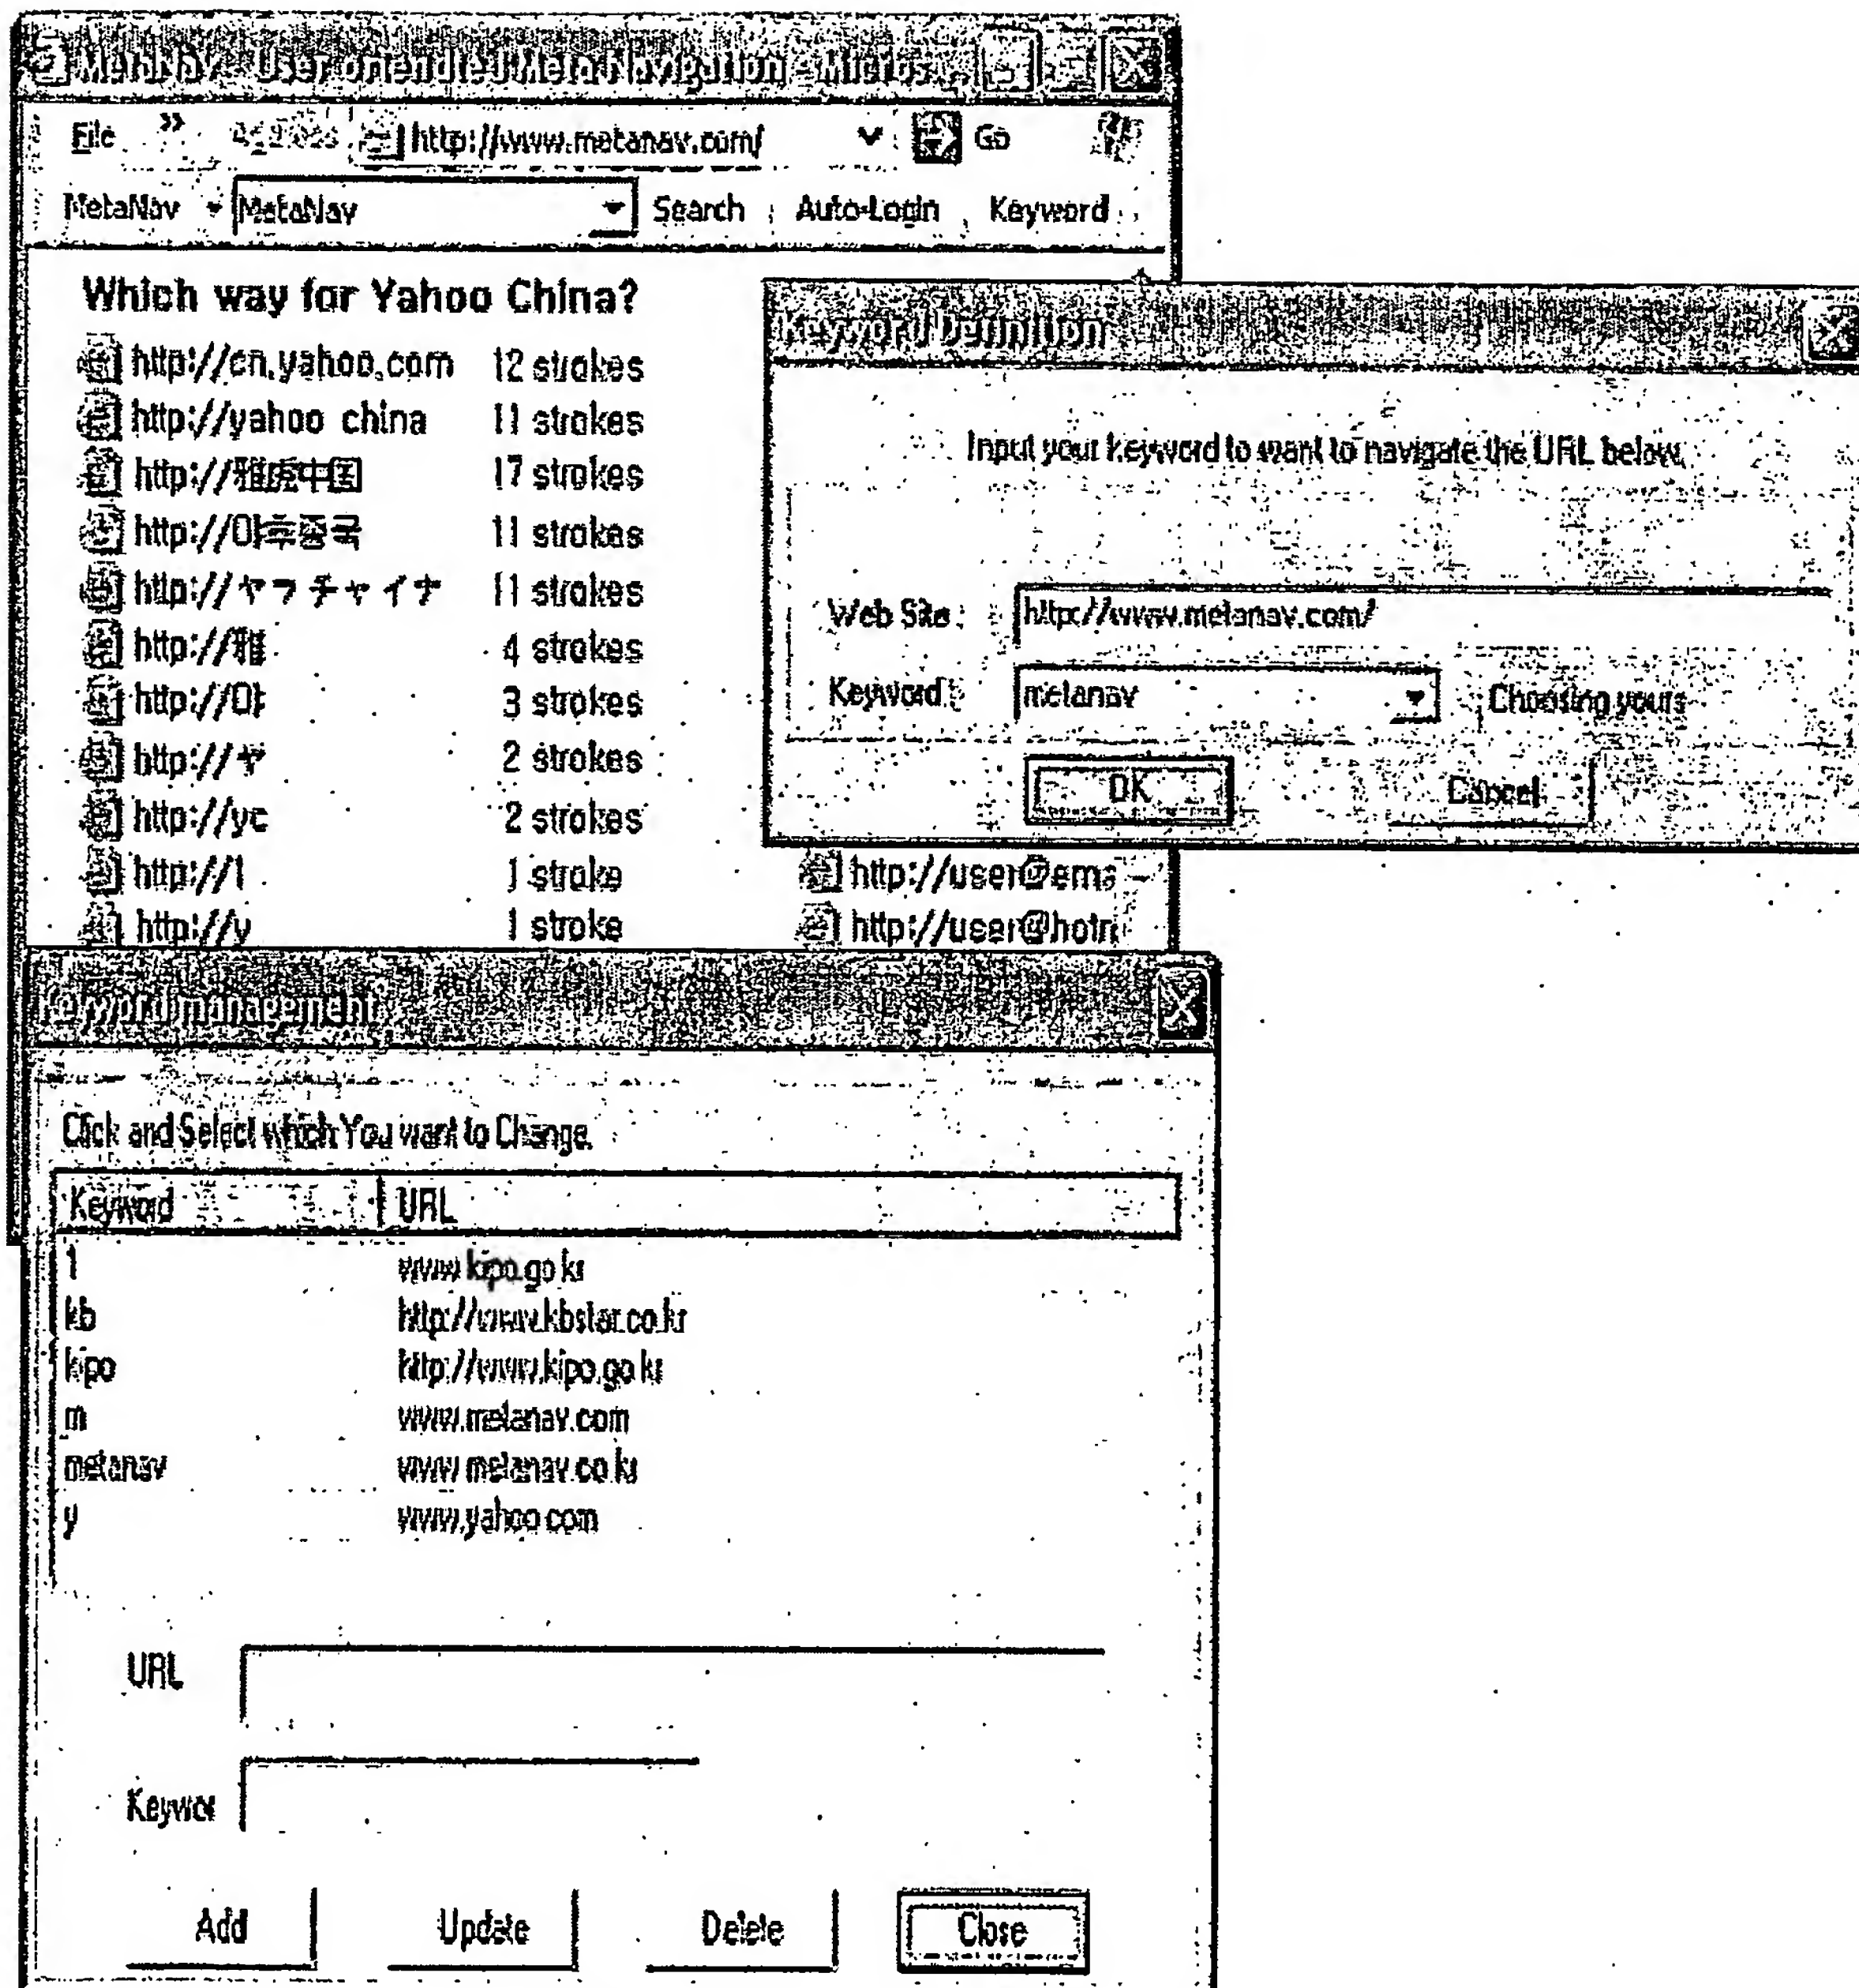 MetaNav - User oriendted Meta Navigation - Micros
File » http://www.metanav.com/ Go
MetaNav MetaNav Search Auto-Login Keyword
Which way for Yahoo China?
http://cn.yahoo.com 12 strokes
http://yahoo china 11 strokes
http://雅虎中国 17 strokes
http://야후중국 11 strokes
http://ヤフチャイナ 11 strokes
http://雅 4 strokes
http://야 3 strokes
http://ヤ 2 strokes
http://yc 2 strokes
http://1 1 stroke http://user@ema
http://y 1 stroke http://user@hotm
Keyword Definition
Input your keyword to want to navigate the URL below.
Web Site : http://www.metanav.com/
Keyword : metanav Choosing yours
OK Cancel
Keyword management
Click and Select which You want to Change.
Keyword URL
1 www.kipo.go.kr
kb http://www.kbstar.co.kr
kipo http://www.kipo.go.kr
m www.metanav.com
metanav www.metanav.co.kr
y www.yahoo.com
URL
Keywor
Add Update Delete Close